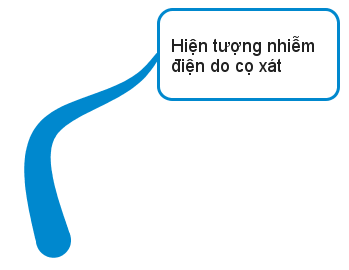 Hiện tượng nhiễm
điện do cọ xát